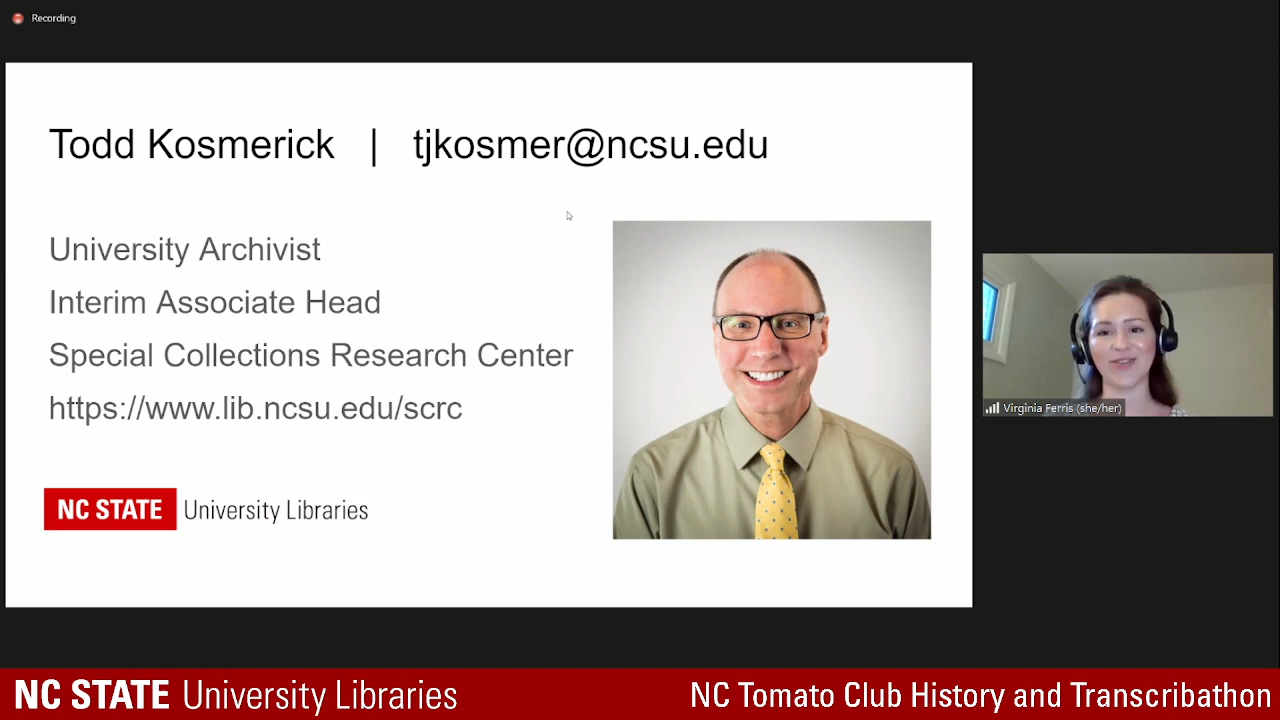 Recording
Todd Kosmerick | tjkosmer@ncsu.edu
University Archivist
Interim Associate Head
Special Collections Research Center
https://www.lib.ncsu.edu/scrc
NC STATE University Libraries
Virginia Ferris (she/her)
NC STATE University Libraries
NC Tomato Club History and Transcribathon